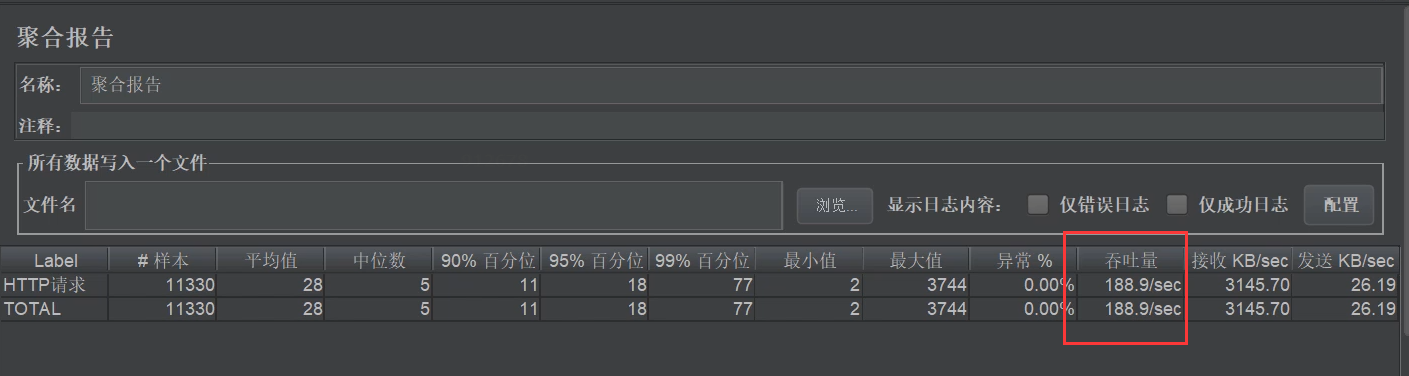 聚合报告
名称: 聚合报告
注释:
所有数据写入一个文件
文件名 浏览... 显示日志内容: 仅错误日志 仅成功日志 配置
Label # 样本 平均值 中位数 90% 百分位 95% 百分位 99% 百分位 最小值 最大值 异常 % 吞吐量 接收 KB/sec 发送 KB/sec
HTTP请求 11330 28 5 11 18 77 2 3744 0.00% 188.9/sec 3145.70 26.19
TOTAL 11330 28 5 11 18 77 2 3744 0.00% 188.9/sec 3145.70 26.19